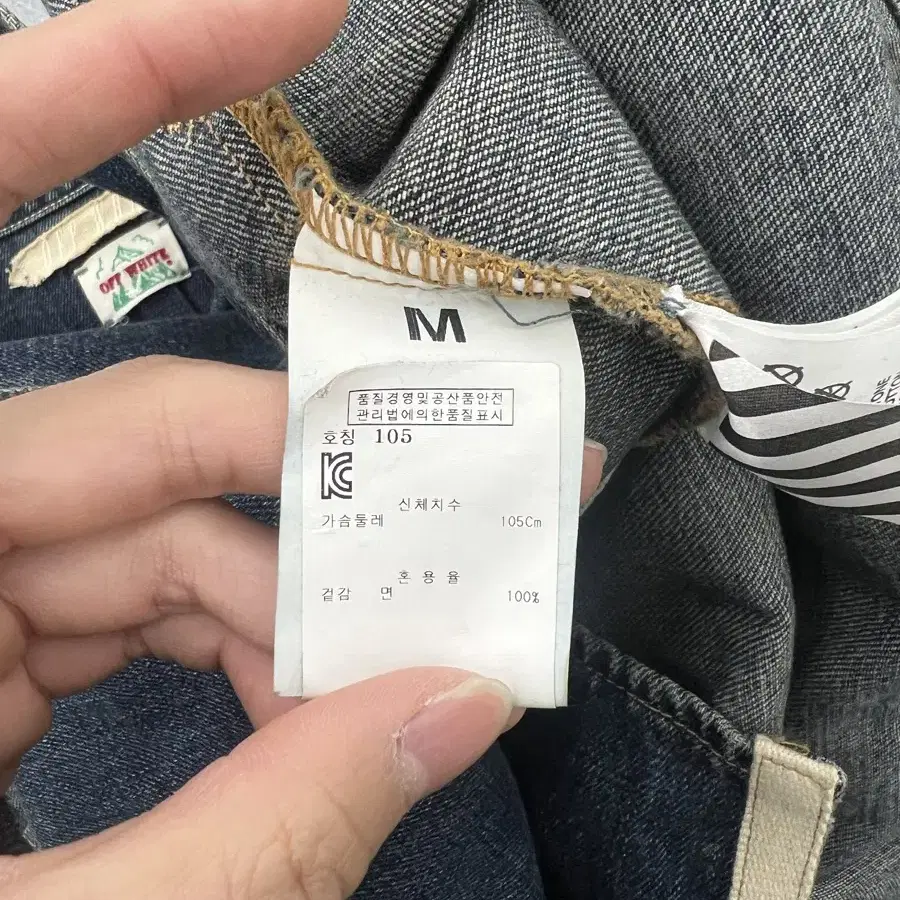 OFF WHITE
M
품질경영및공산품안전
관리법에의한품질표시
호칭 105
신체치수
가슴둘레 105Cm
혼 용 율
겉감 면 100%